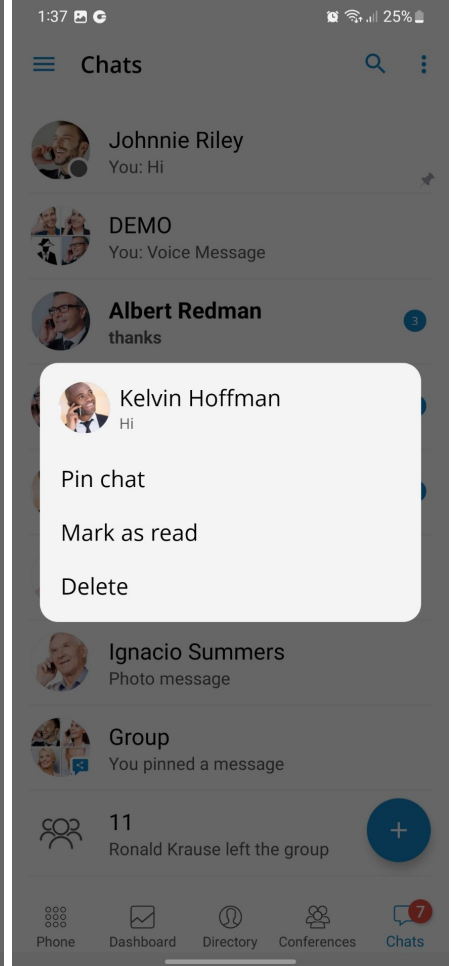 1:37 25%
Chats
Johnnie Riley
You: Hi
DEMO
You: Voice Message
Albert Redman
thanks
3
Kelvin Hoffman
Hi
Pin chat
Mark as read
Delete
Ignacio Summers
Photo message
Group
You pinned a message
11
Ronald Krause left the group
+
7
Phone Dashboard Directory Conferences Chats